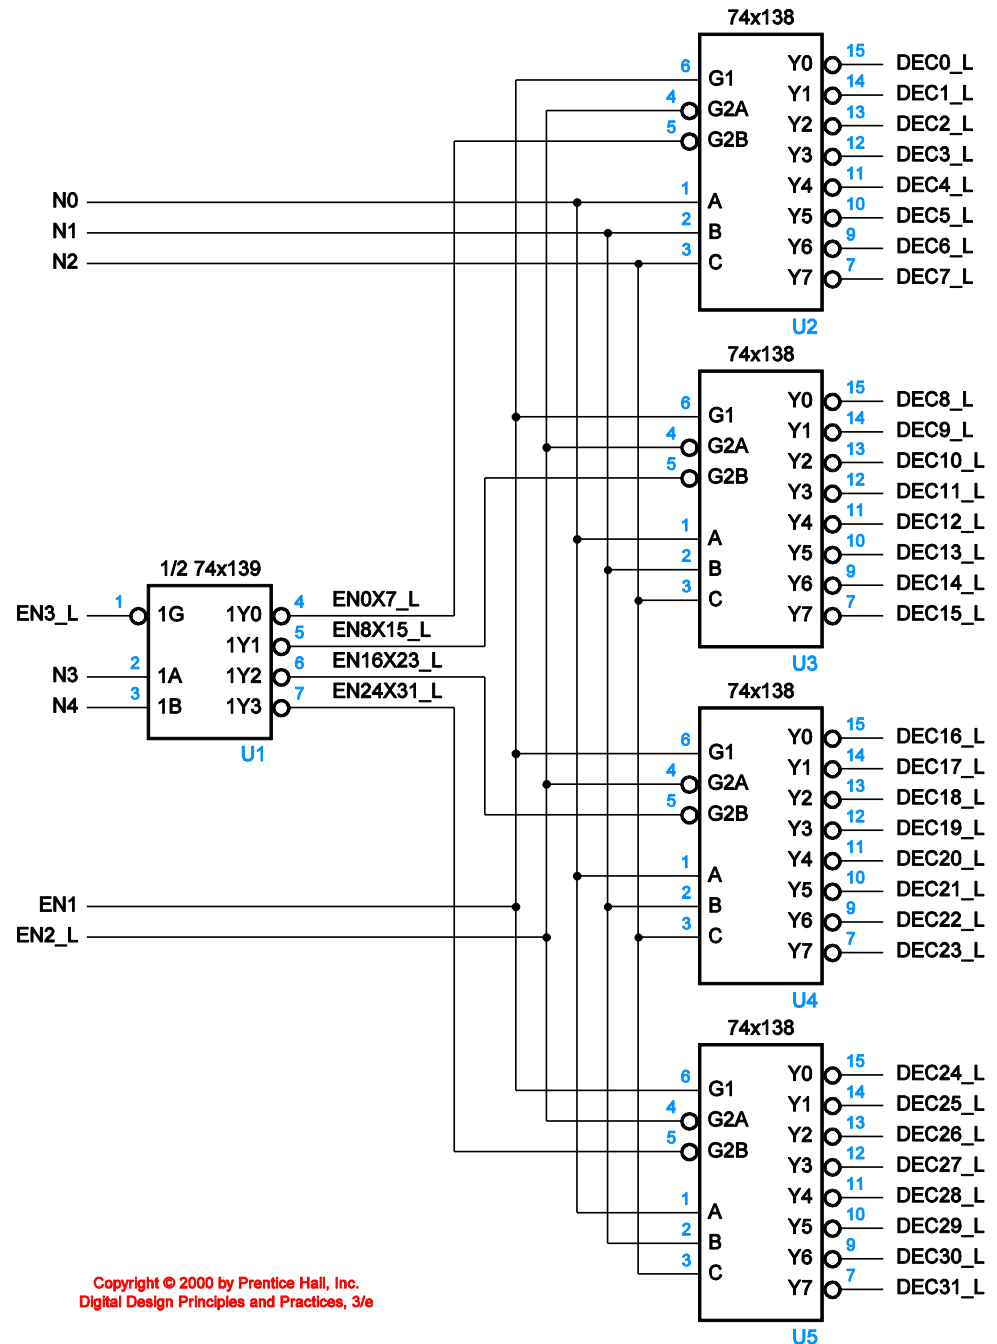 74x138
6 G1
4 G2A
5 G2B
N0 1 A
N1 2 B
N2 3 C
Y0 15 DEC0_L
Y1 14 DEC1_L
Y2 13 DEC2_L
Y3 12 DEC3_L
Y4 11 DEC4_L
Y5 10 DEC5_L
Y6 9 DEC6_L
Y7 7 DEC7_L
U2
74x138
6 G1
4 G2A
5 G2B
1 A
2 B
3 C
Y0 15 DEC8_L
Y1 14 DEC9_L
Y2 13 DEC10_L
Y3 12 DEC11_L
Y4 11 DEC12_L
Y5 10 DEC13_L
Y6 9 DEC14_L
Y7 7 DEC15_L
U3
1/2 74x139
EN3_L 1 1G
N3 2 1A
N4 3 1B
1Y0 4 EN0X7_L
1Y1 5 EN8X15_L
1Y2 6 EN16X23_L
1Y3 7 EN24X31_L
U1
EN1
EN2_L
74x138
6 G1
4 G2A
5 G2B
1 A
2 B
3 C
Y0 15 DEC16_L
Y1 14 DEC17_L
Y2 13 DEC18_L
Y3 12 DEC19_L
Y4 11 DEC20_L
Y5 10 DEC21_L
Y6 9 DEC22_L
Y7 7 DEC23_L
U4
74x138
6 G1
4 G2A
5 G2B
1 A
2 B
3 C
Y0 15 DEC24_L
Y1 14 DEC25_L
Y2 13 DEC26_L
Y3 12 DEC27_L
Y4 11 DEC28_L
Y5 10 DEC29_L
Y6 9 DEC30_L
Y7 7 DEC31_L
U5
Copyright © 2000 by Prentice Hall, Inc.
Digital Design Principles and Practices, 3/e